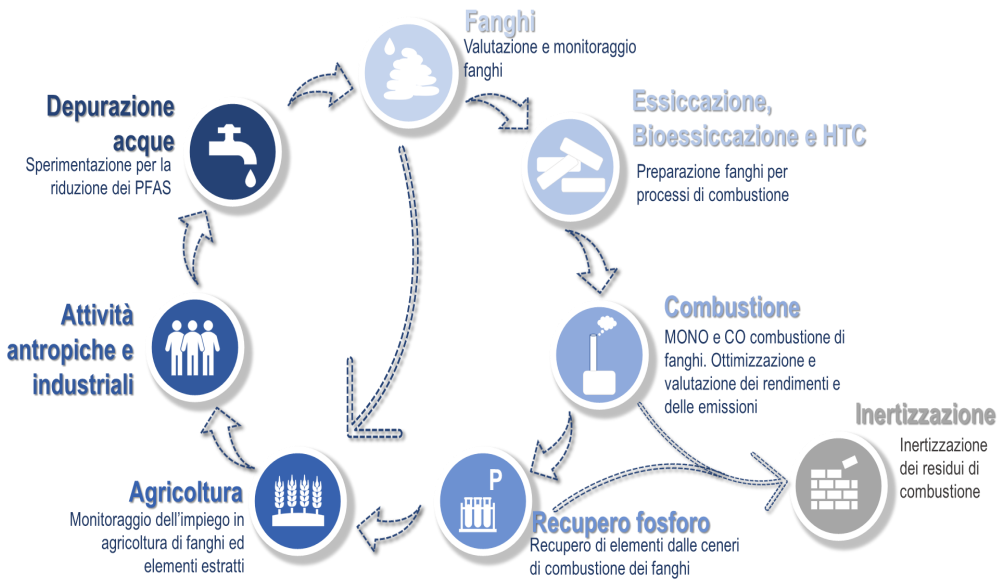 Fanghi
Valutazione e monitoraggio
fanghi
Essiccazione,
Bioessiccazione e HTC
Preparazione fanghi per
processi di combustione
Combustione
MONO e CO combustione di
fanghi. Ottimizzazione e
valutazione dei rendimenti e
delle emissioni
Inertizzazione
Inertizzazione
dei residui di
combustione
P
Recupero fosforo
Recupero di elementi dalle ceneri
di combustione dei fanghi
Agricoltura
Monitoraggio dell'impiego in
agricoltura di fanghi ed
elementi estratti
Attività
antropiche e
industriali
Depurazione
acque
Sperimentazione per la
riduzione dei PFAS